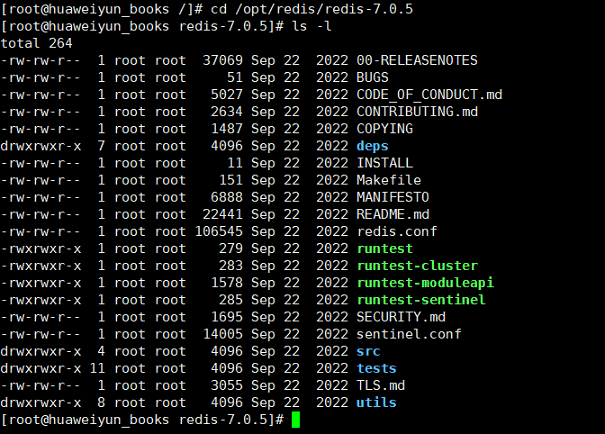 [root@huaweiyun_books /]# cd /opt/redis/redis-7.0.5
[root@huaweiyun_books redis-7.0.5]# ls -l
total 264
-rw-rw-r--  1 root root  37069 Sep 22  2022 00-RELEASENOTES
-rw-rw-r--  1 root root     51 Sep 22  2022 BUGS
-rw-rw-r--  1 root root   5027 Sep 22  2022 CODE_OF_CONDUCT.md
-rw-rw-r--  1 root root   2634 Sep 22  2022 CONTRIBUTING.md
-rw-rw-r--  1 root root   1487 Sep 22  2022 COPYING
drwxrwxr-x  7 root root   4096 Sep 22  2022 deps
-rw-rw-r--  1 root root     11 Sep 22  2022 INSTALL
-rw-rw-r--  1 root root    151 Sep 22  2022 Makefile
-rw-rw-r--  1 root root   6888 Sep 22  2022 MANIFESTO
-rw-rw-r--  1 root root  22441 Sep 22  2022 README.md
-rw-rw-r--  1 root root 106545 Sep 22  2022 redis.conf
-rwxrwxr-x  1 root root    279 Sep 22  2022 runtest
-rwxrwxr-x  1 root root    283 Sep 22  2022 runtest-cluster
-rwxrwxr-x  1 root root   1578 Sep 22  2022 runtest-moduleapi
-rwxrwxr-x  1 root root    285 Sep 22  2022 runtest-sentinel
-rw-rw-r--  1 root root   1695 Sep 22  2022 SECURITY.md
-rw-rw-r--  1 root root  14005 Sep 22  2022 sentinel.conf
drwxrwxr-x  4 root root   4096 Sep 22  2022 src
drwxrwxr-x 11 root root   4096 Sep 22  2022 tests
-rw-rw-r--  1 root root   3055 Sep 22  2022 TLS.md
drwxrwxr-x  8 root root   4096 Sep 22  2022 utils
[root@huaweiyun_books redis-7.0.5]#